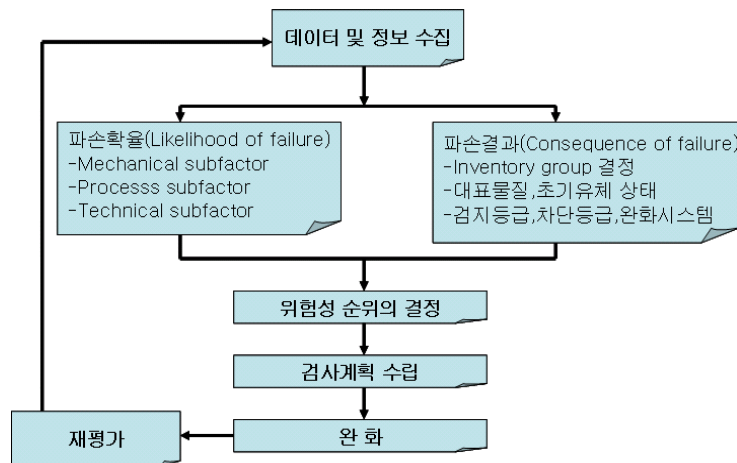 데이터 및 정보 수집
파손확율(Likelihood of failure)
-Mechanical subfactor
-Processs subfactor
-Technical subfactor
파손결과(Consequence of failure)
-Inventory group 결정
-대표물질,초기유체 상태
-검지등급,차단등급,완화시스템
위험성 순위의 결정
검사계획 수립
완 화
재평가